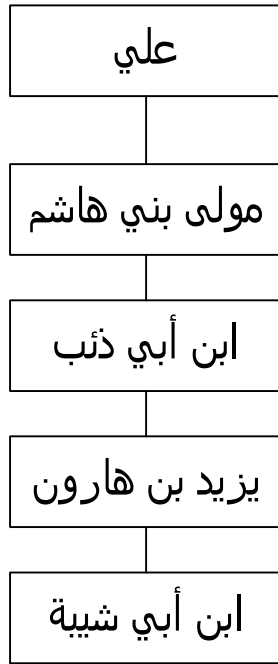 علي
مولى بني هاشم
ابن أبي ذئب
يزيد بن هارون
ابن أبي شيبة